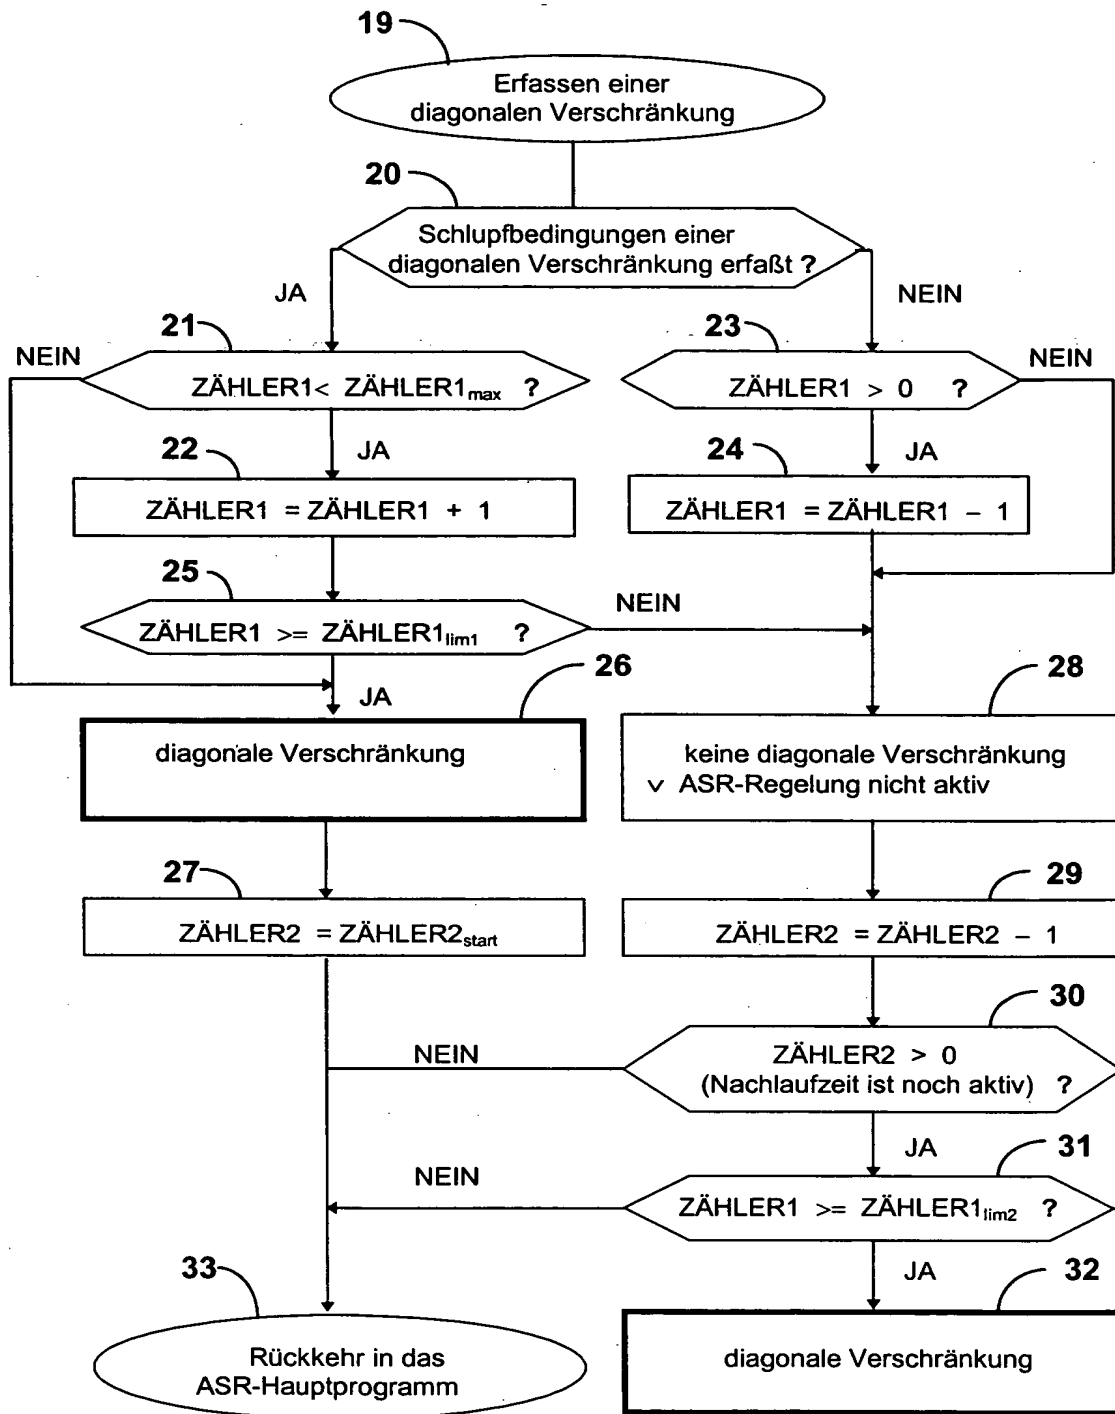 19
Erfassen einer
diagonalen Verschränkung
20
Schlupfbedingungen einer
diagonalen Verschränkung erfaßt ?
JA
NEIN
21
23
NEIN
ZÄHLER1< ZÄHLER1max ?
ZÄHLER1 > 0 ?
NEIN
22
JA
24
JA
ZÄHLER1 = ZÄHLER1 + 1
ZÄHLER1 = ZÄHLER1 – 1
25
NEIN
ZÄHLER1 >= ZÄHLER1lim1 ?
26
28
JA
diagonale Verschränkung
keine diagonale Verschränkung
v ASR-Regelung nicht aktiv
27
29
ZÄHLER2 = ZÄHLER2start
ZÄHLER2 = ZÄHLER2 – 1
30
NEIN
ZÄHLER2 > 0
(Nachlaufzeit ist noch aktiv) ?
JA
31
NEIN
ZÄHLER1 >= ZÄHLER1lim2 ?
33
JA
32
Rückkehr in das
ASR-Hauptprogramm
diagonale Verschränkung